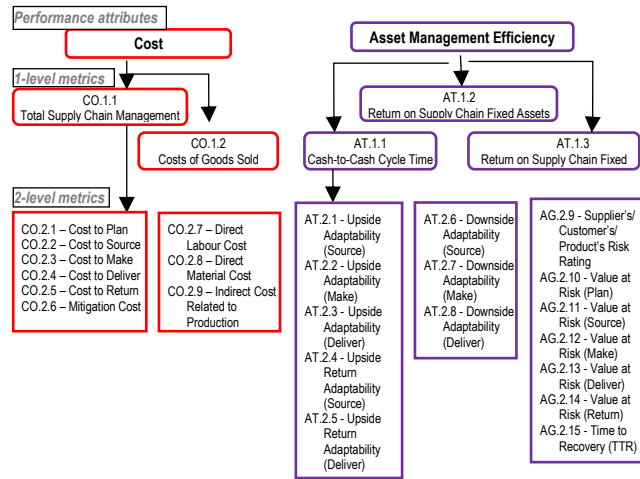 Performance attributes
Cost
Asset Management Efficiency
1-level metrics
CO.1.1
Total Supply Chain Management
CO.1.2
Costs of Goods Sold
AT.1.2
Return on Supply Chain Fixed Assets
AT.1.1
Cash-to-Cash Cycle Time
AT.1.3
Return on Supply Chain Fixed
2-level metrics
CO.2.1 – Cost to Plan
CO.2.2 – Cost to Source
CO.2.3 – Cost to Make
CO.2.4 – Cost to Deliver
CO.2.5 – Cost to Return
CO.2.6 – Mitigation Cost
CO.2.7 – Direct
Labour Cost
CO.2.8 – Direct
Material Cost
CO.2.9 – Indirect Cost
Related to
Production
AT.2.1 - Upside
Adaptability
(Source)
AT.2.2 - Upside
Adaptability
(Make)
AT.2.3 - Upside
Adaptability
(Deliver)
AT.2.4 - Upside
Return
Adaptability
(Source)
AT.2.5 - Upside
Return
Adaptability
(Deliver)
AT.2.6 - Downside
Adaptability
(Source)
AT.2.7 - Downside
Adaptability
(Make)
AT.2.8 - Downside
Adaptability
(Deliver)
AG.2.9 - Supplier's/
Customer's/
Product's Risk
Rating
AG.2.10 - Value at
Risk (Plan)
AG.2.11 - Value at
Risk (Source)
AG.2.12 - Value at
Risk (Make)
AG.2.13 - Value at
Risk (Deliver)
AG.2.14 - Value at
Risk (Return)
AG.2.15 - Time to
Recovery (TTR)